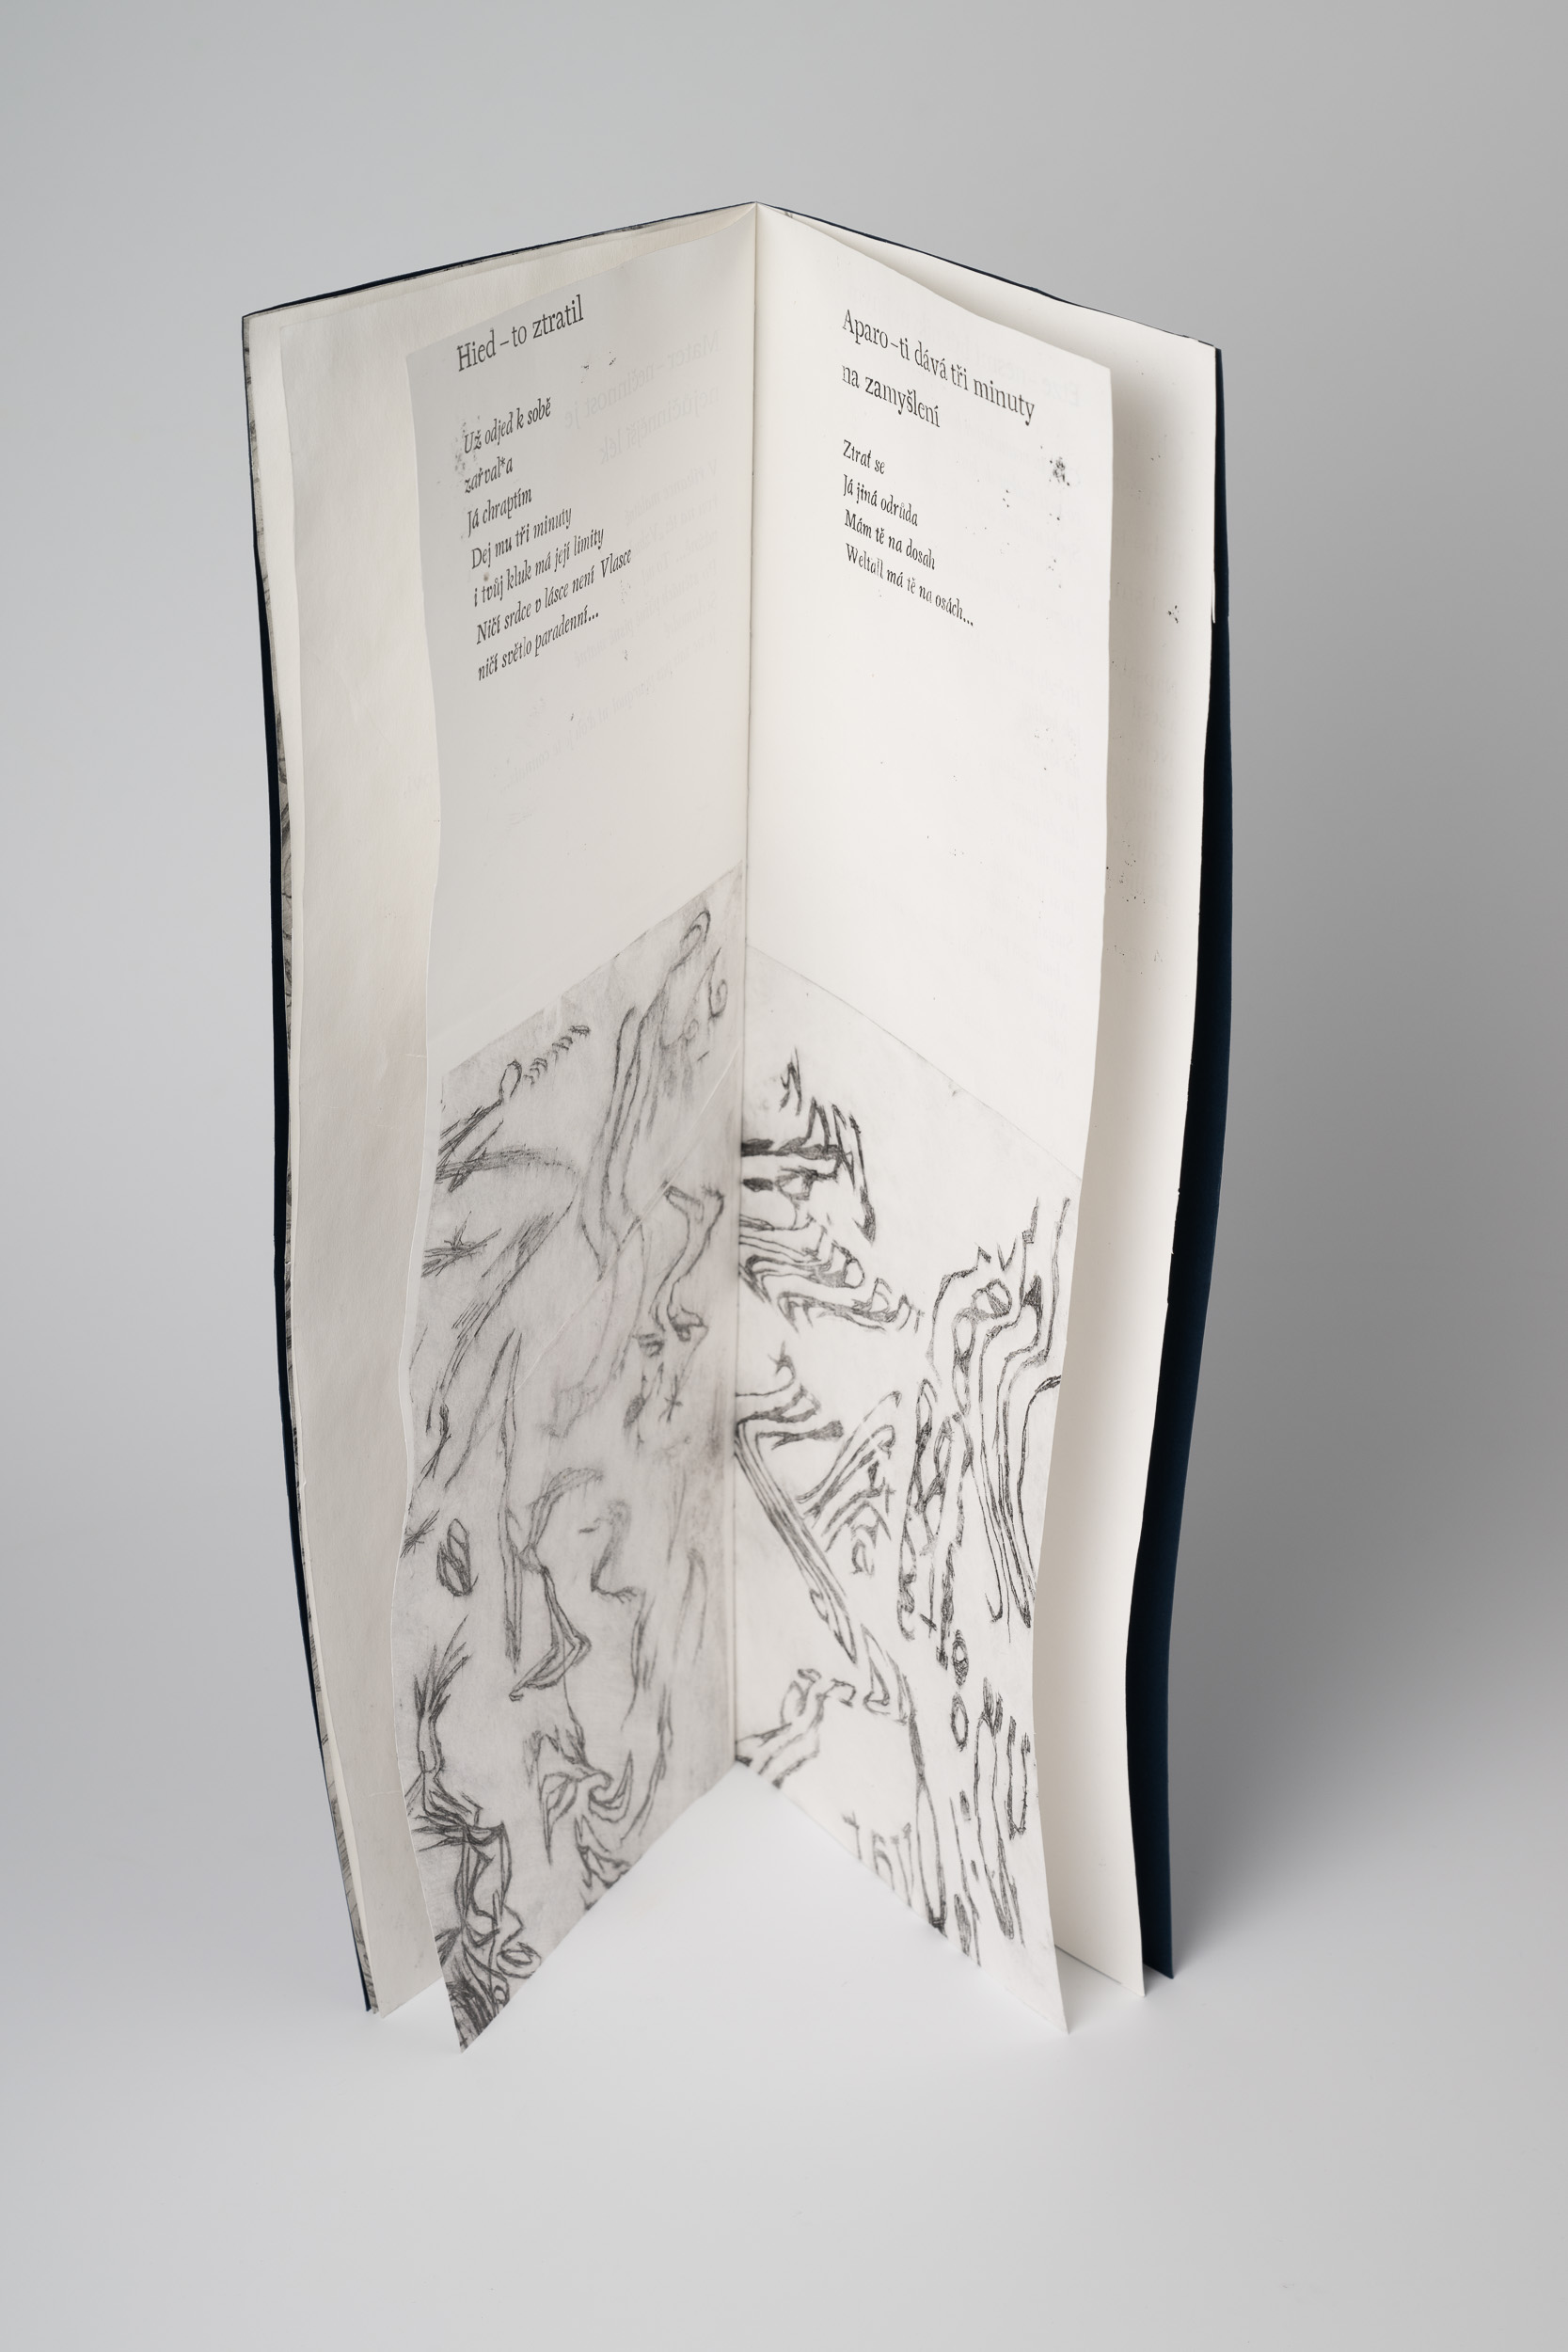 Hied – to ztratil
Už odjed k sobě
zařval*a
Já chraptím
Dej mu tři minuty
i tvůj kluk má její limity
Ničí srdce v lásce není Vlasce
ničí světlo paradenní...
Aparo – ti dává tři minuty
na zamyšlení
Ztrať se
Já jiná odrůda
Mám tě na dosah
Weltall má tě na osách...